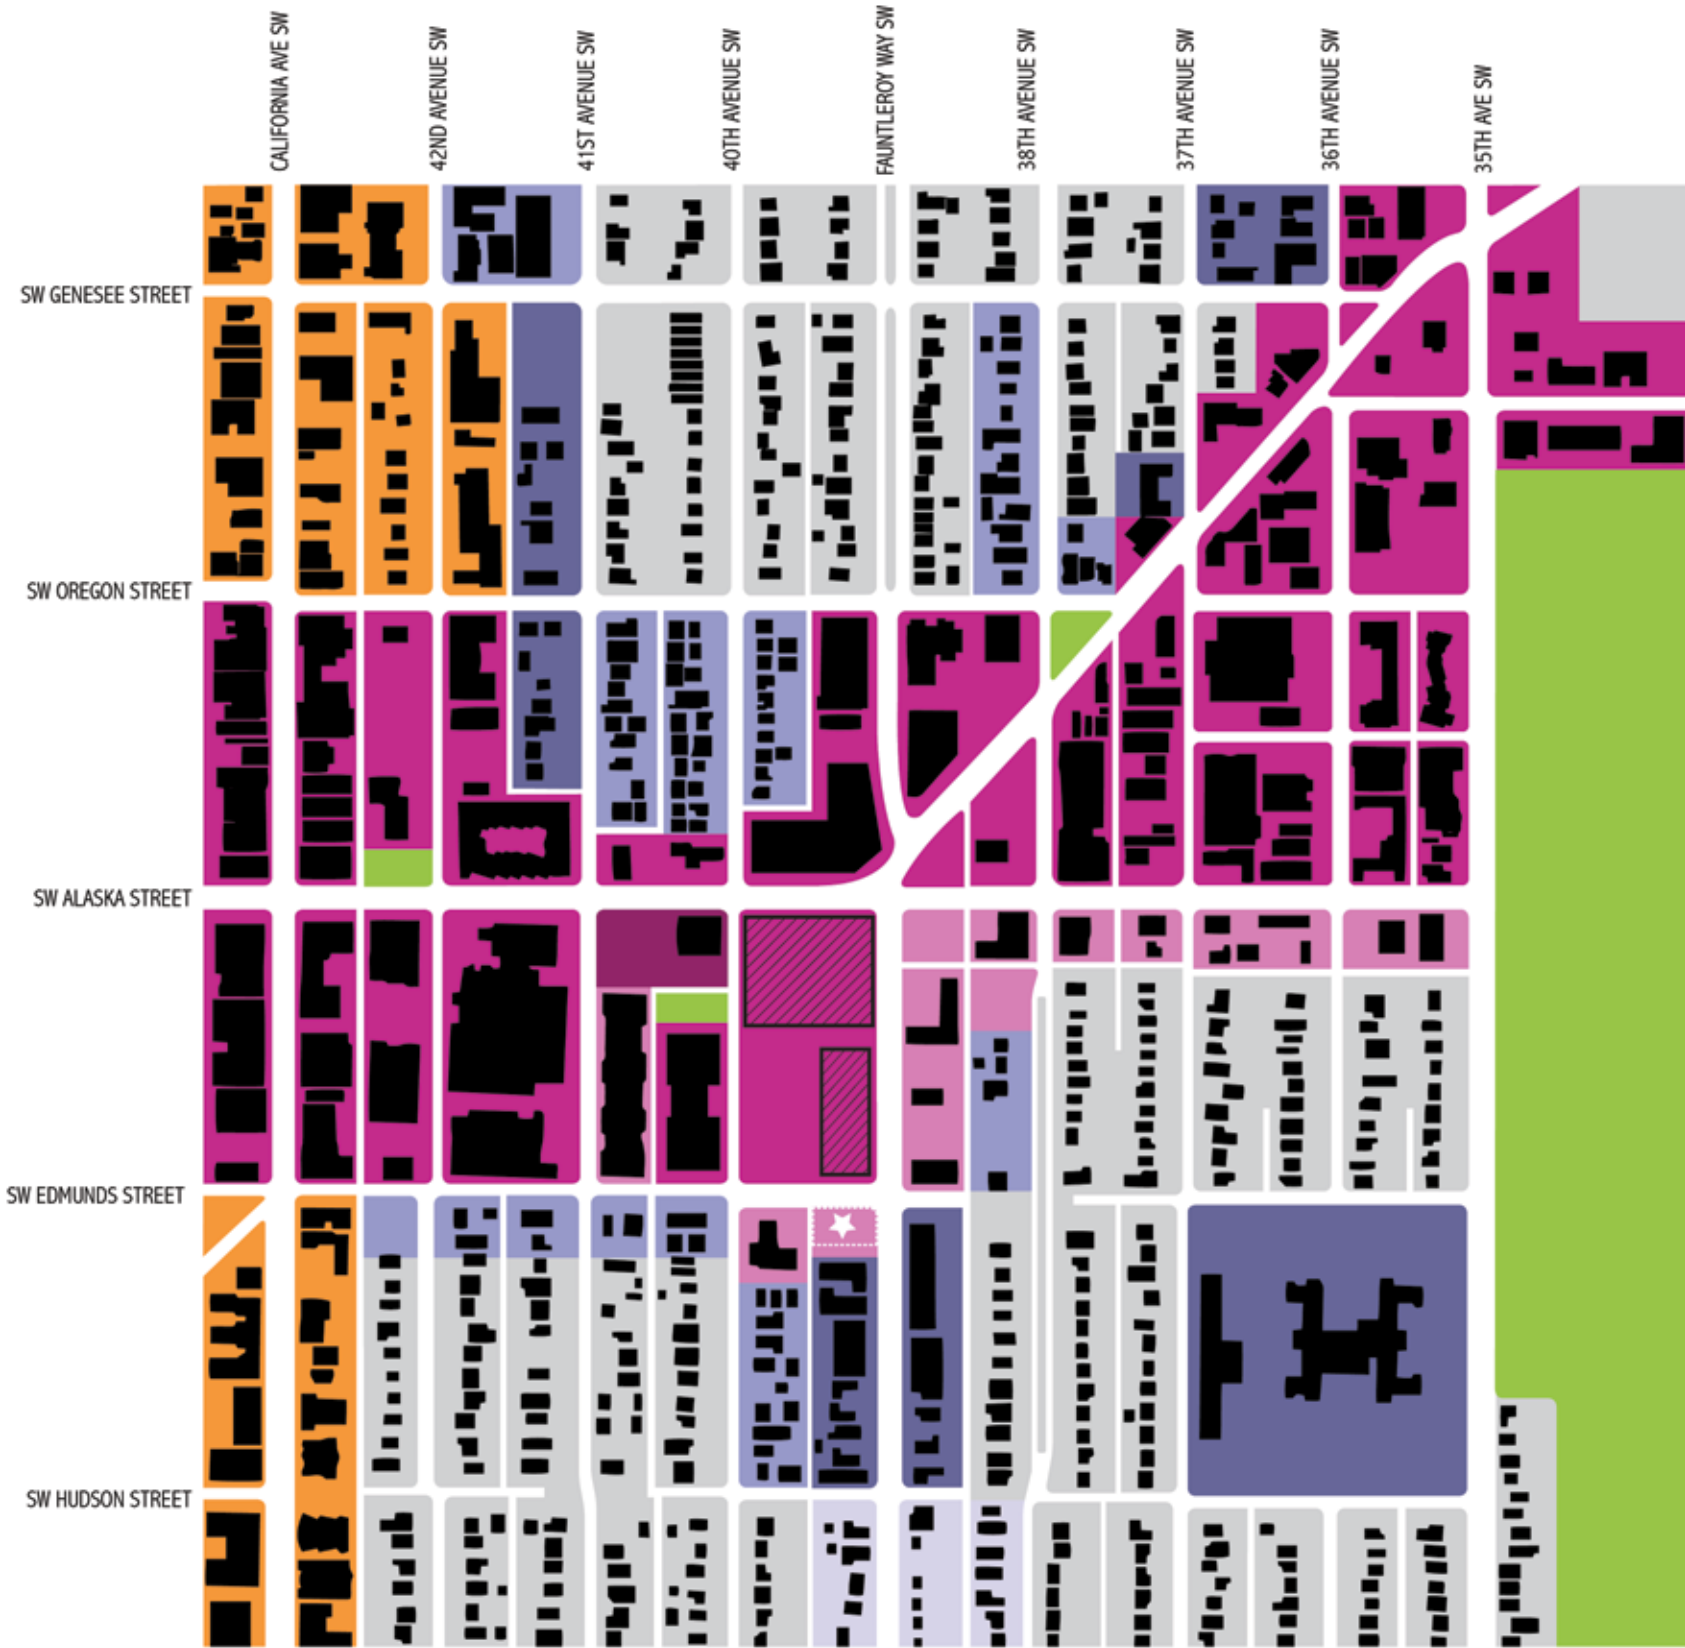 CALIFORNIA AVE SW
42ND AVENUE SW
41ST AVENUE SW
40TH AVENUE SW
FAUNTLEROY WAY SW
38TH AVENUE SW
37TH AVENUE SW
36TH AVENUE SW
35TH AVE SW
SW GENESEE STREET
SW OREGON STREET
SW ALASKA STREET
SW EDMUNDS STREET
SW HUDSON STREET